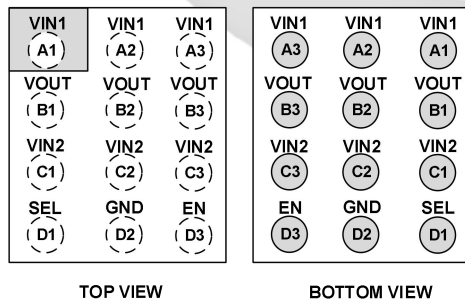 VIN1 VIN1 VIN1 VIN1 VIN1 VIN1
A1 A2 A3 A3 A2 A1
VOUT VOUT VOUT VOUT VOUT VOUT
B1 B2 B3 B3 B2 B1
VIN2 VIN2 VIN2 VIN2 VIN2 VIN2
C1 C2 C3 C3 C2 C1
SEL GND EN EN GND SEL
D1 D2 D3 D3 D2 D1
TOP VIEW BOTTOM VIEW